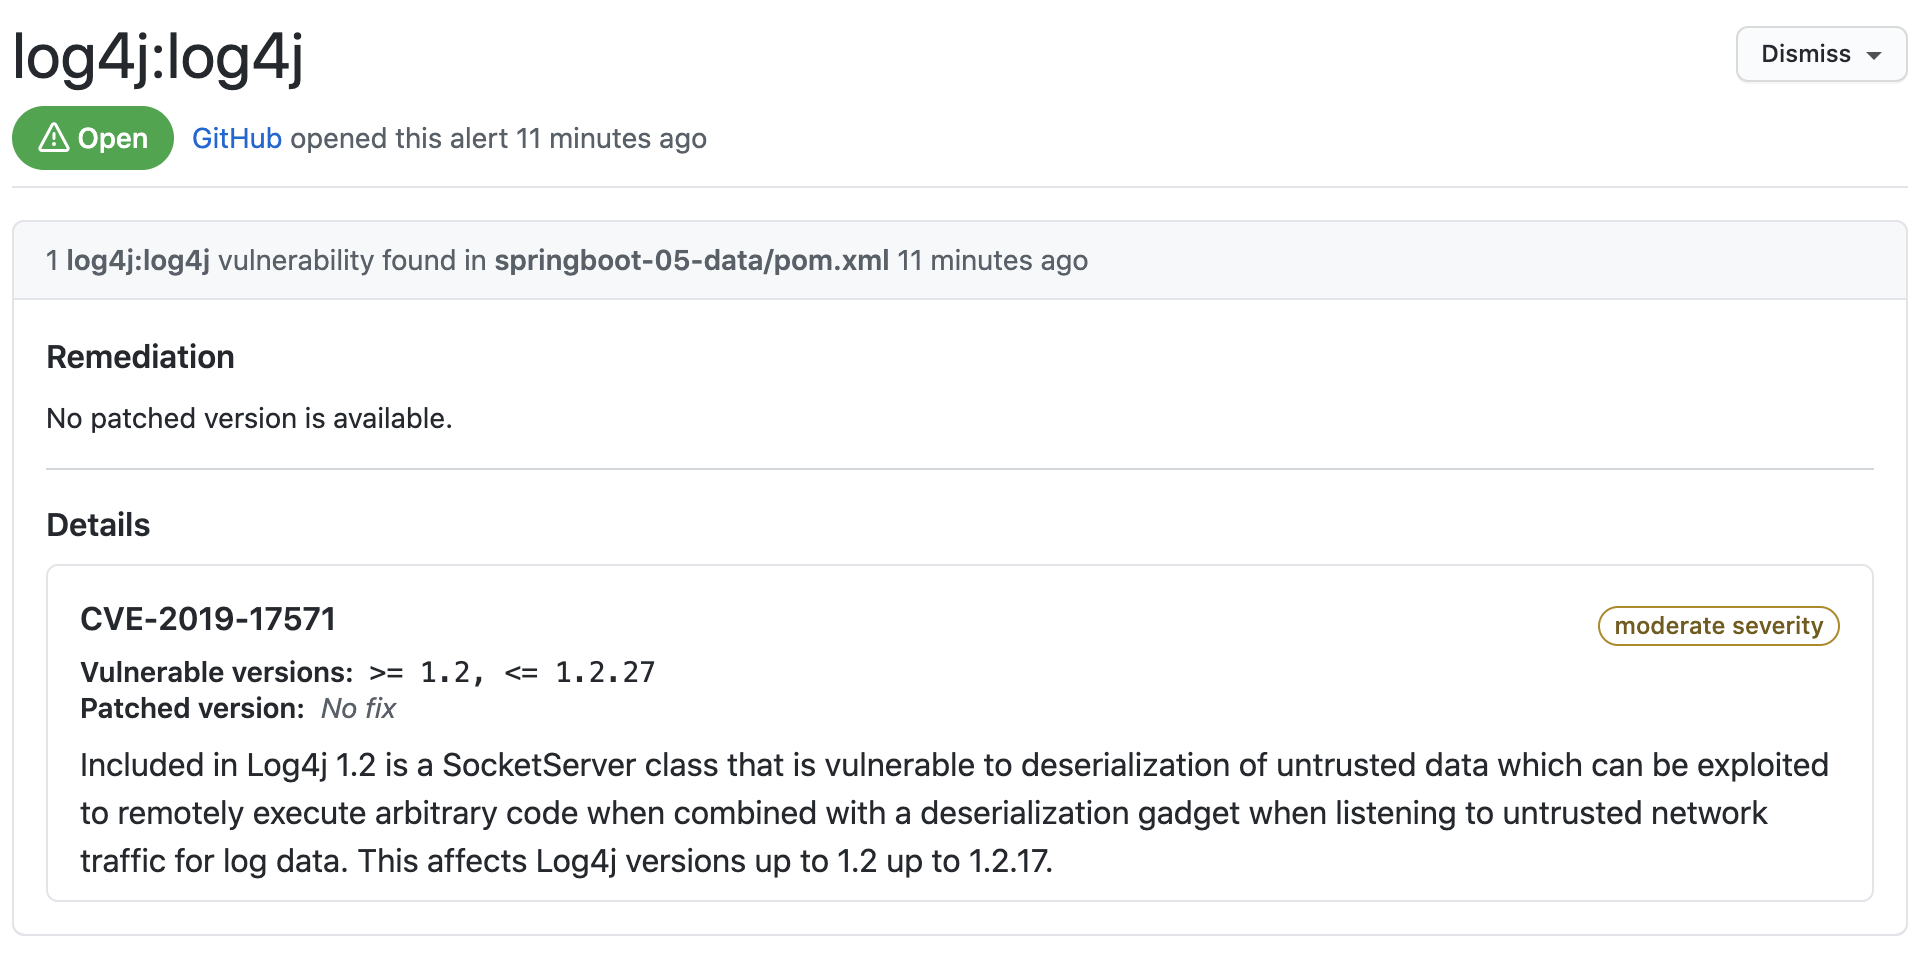 log4j:log4j
Dismiss
Open
GitHub opened this alert 11 minutes ago
1 log4j:log4j vulnerability found in springboot-05-data/pom.xml 11 minutes ago
Remediation
No patched version is available.
Details
CVE-2019-17571
moderate severity
Vulnerable versions: >= 1.2, <= 1.2.27
Patched version: No fix
Included in Log4j 1.2 is a SocketServer class that is vulnerable to deserialization of untrusted data which can be exploited
to remotely execute arbitrary code when combined with a deserialization gadget when listening to untrusted network
traffic for log data. This affects Log4j versions up to 1.2 up to 1.2.17.